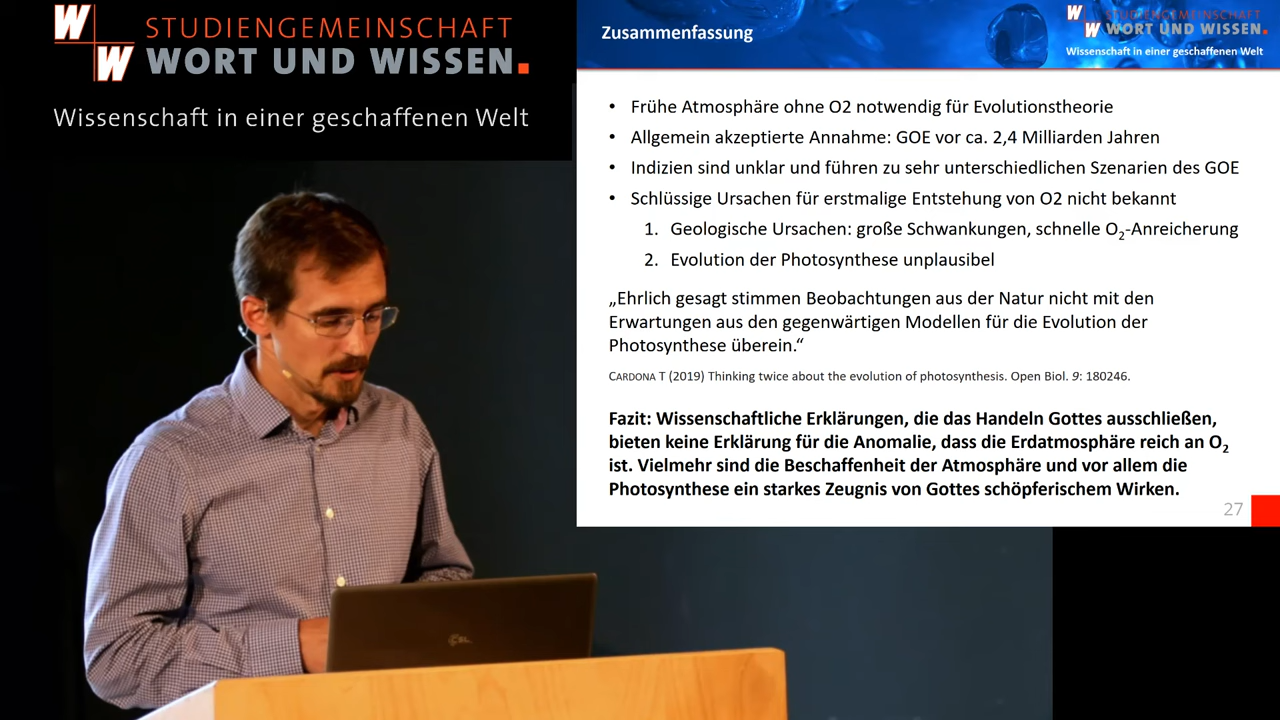 W
W
STUDIENGEMEINSCHAFT
WORT UND WISSEN.
Wissenschaft in einer geschaffenen Welt
Zusammenfassung
W
W
STUDIENGEMEINSCHAFT
WORT UND WISSEN.
Wissenschaft in einer geschaffenen Welt
• Frühe Atmosphäre ohne O2 notwendig für Evolutionstheorie
• Allgemein akzeptierte Annahme: GOE vor ca. 2,4 Milliarden Jahren
• Indizien sind unklar und führen zu sehr unterschiedlichen Szenarien des GOE
• Schlüssige Ursachen für erstmalige Entstehung von O2 nicht bekannt
1. Geologische Ursachen: große Schwankungen, schnelle O₂-Anreicherung
2. Evolution der Photosynthese unplausibel
„Ehrlich gesagt stimmen Beobachtungen aus der Natur nicht mit den
Erwartungen aus den gegenwärtigen Modellen für die Evolution der
Photosynthese überein.“
CARDONA T (2019) Thinking twice about the evolution of photosynthesis. Open Biol. 9: 180246.
Fazit: Wissenschaftliche Erklärungen, die das Handeln Gottes ausschließen,
bieten keine Erklärung für die Anomalie, dass die Erdatmosphäre reich an O₂
ist. Vielmehr sind die Beschaffenheit der Atmosphäre und vor allem die
Photosynthese ein starkes Zeugnis von Gottes schöpferischem Wirken.
27